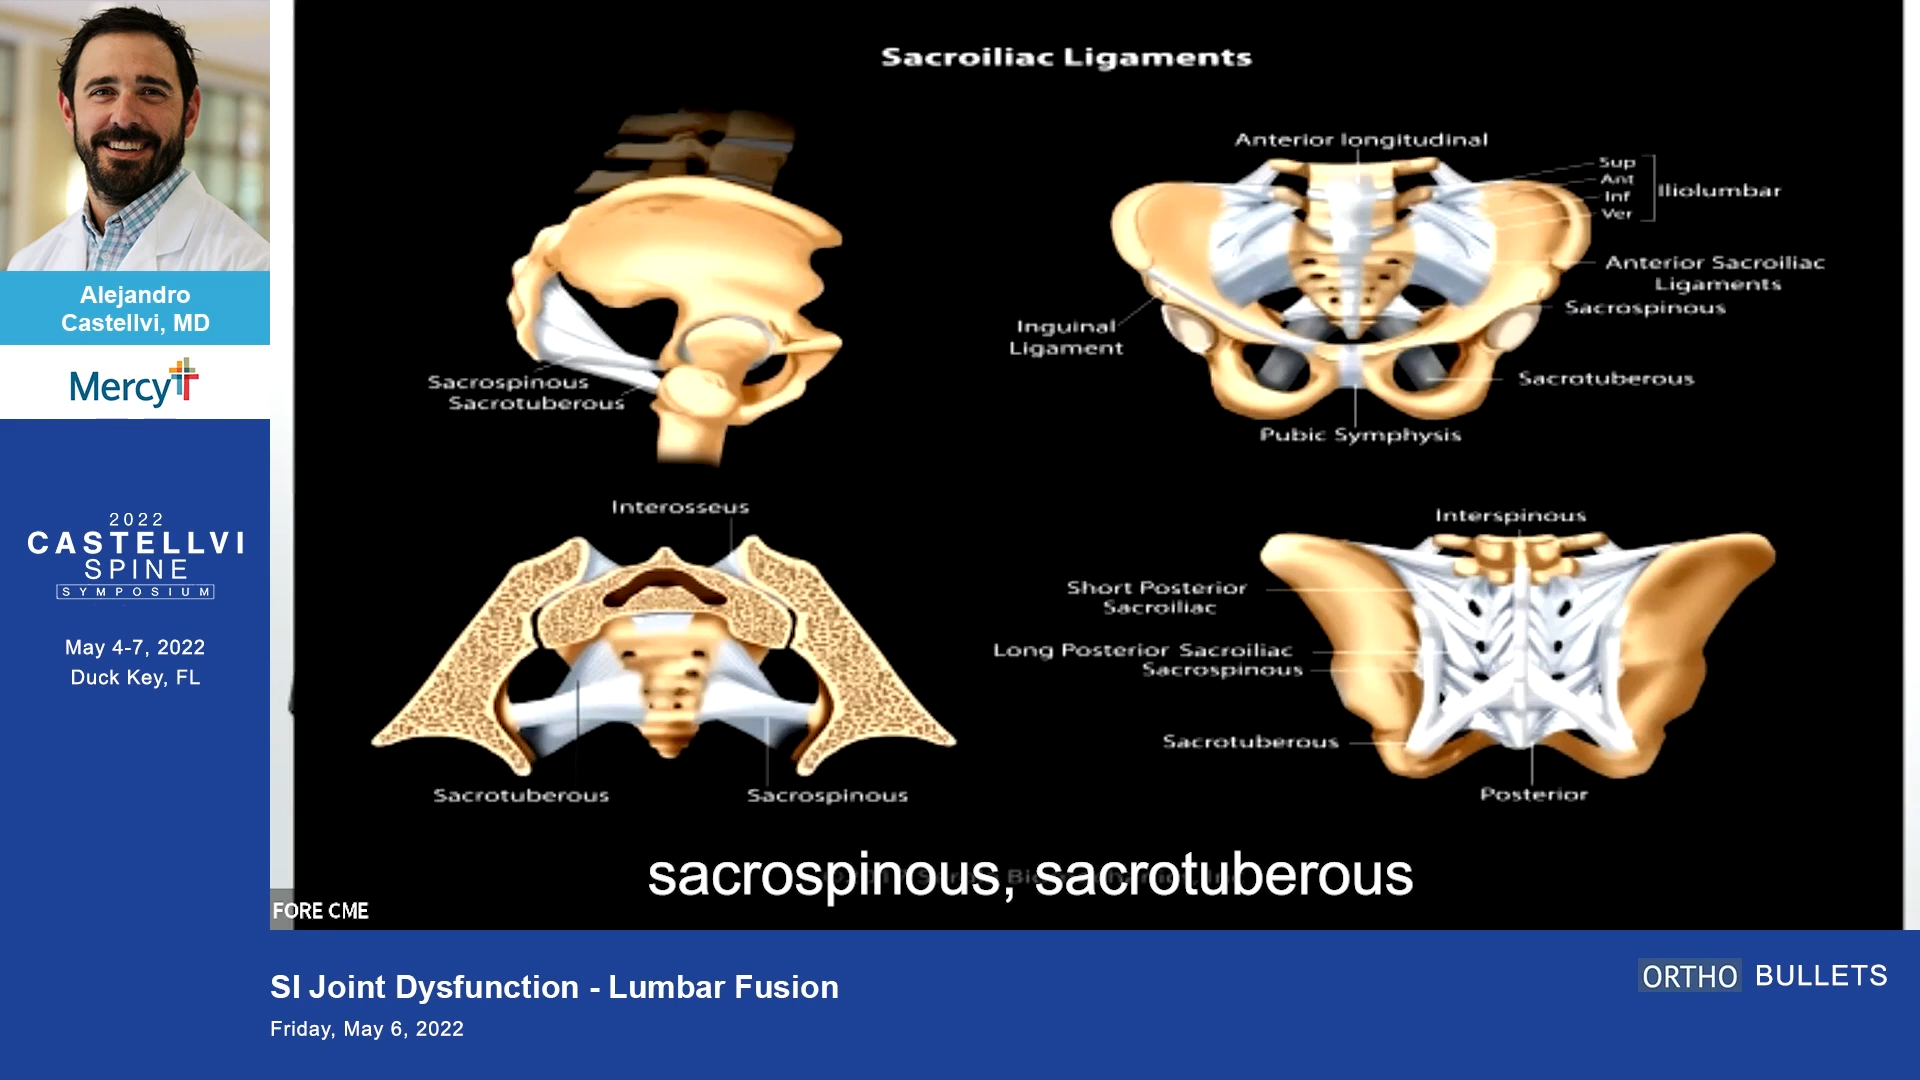 Alejandro
Castellvi, MD
Mercy
2022
CASTELLVI
SPINE
SYMPOSIUM
May 4-7, 2022
Duck Key, FL
Sacroiliac Ligaments
Sacrospinous
Sacrotuberous
Anterior longitudinal
Sup
Ant
Inf
Ver
Iliolumbar
Anterior Sacroiliac
Ligaments
Sacrospinous
Inguinal
Ligament
Sacrotuberous
Pubic Symphysis
Interosseus
Sacrotuberous
Sacrospinous
Interspinous
Short Posterior
Sacroiliac
Long Posterior Sacroiliac
Sacrospinous
Sacrotuberous
Posterior
sacrospinous, sacrotuberous
FORE CME
SI Joint Dysfunction - Lumbar Fusion
Friday, May 6, 2022
ORTHO BULLETS